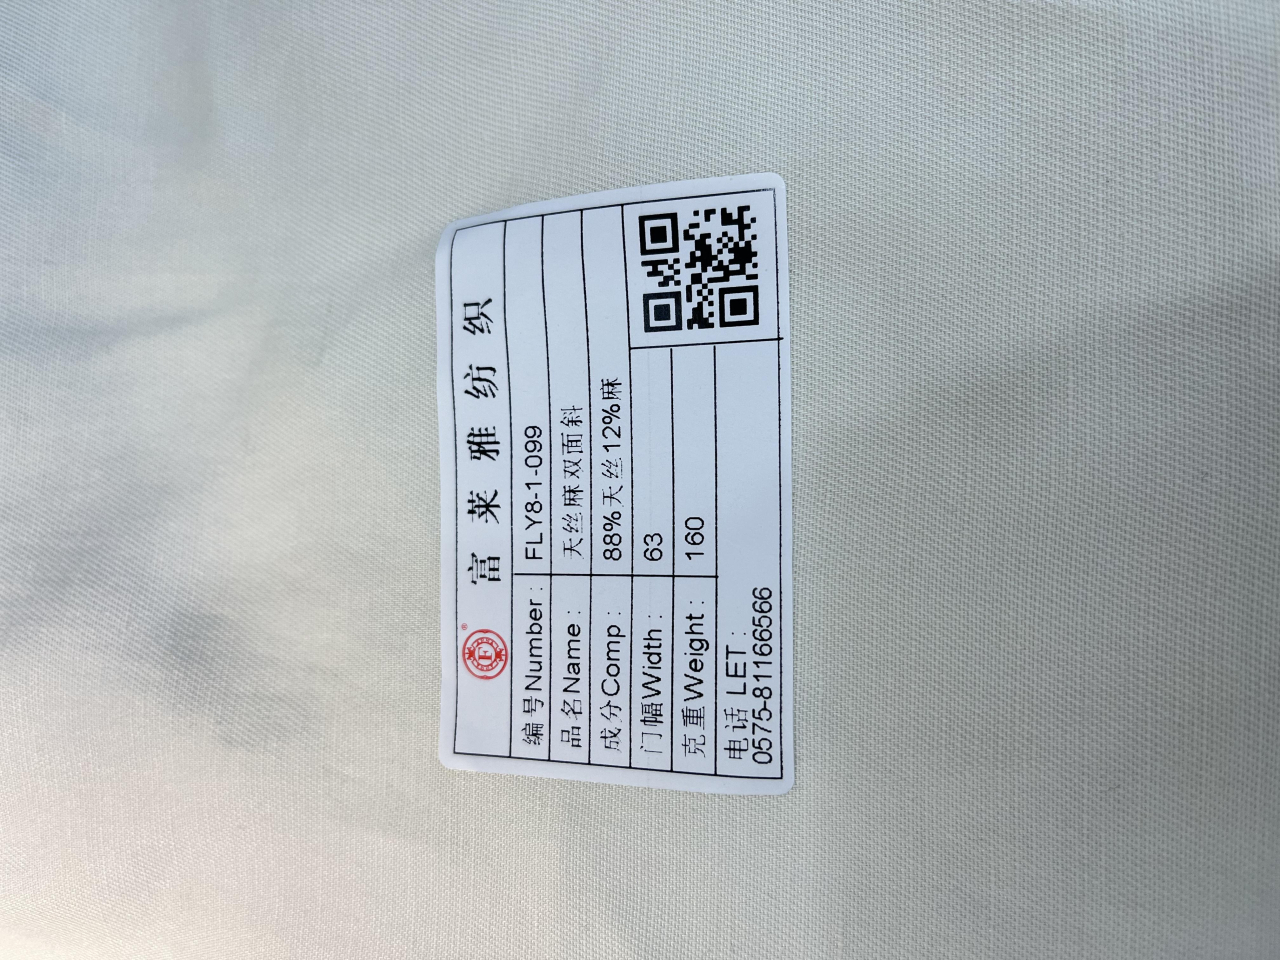 富莱雅纺织
编号Number: FLY8-1-099
品名Name: 天丝麻双面斜
成分Comp: 88%天丝12%麻
门幅Width: 63
克重Weight: 160
电话 LET:
0575-81166566